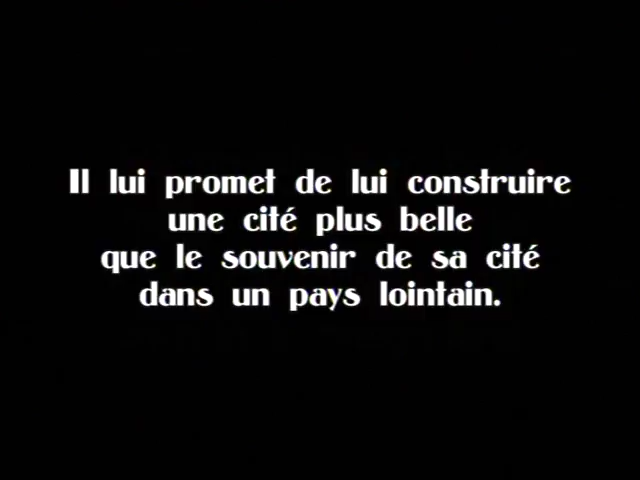 Il lui promet de lui construire
une cité plus belle
que le souvenir de sa cité
dans un pays lointain.